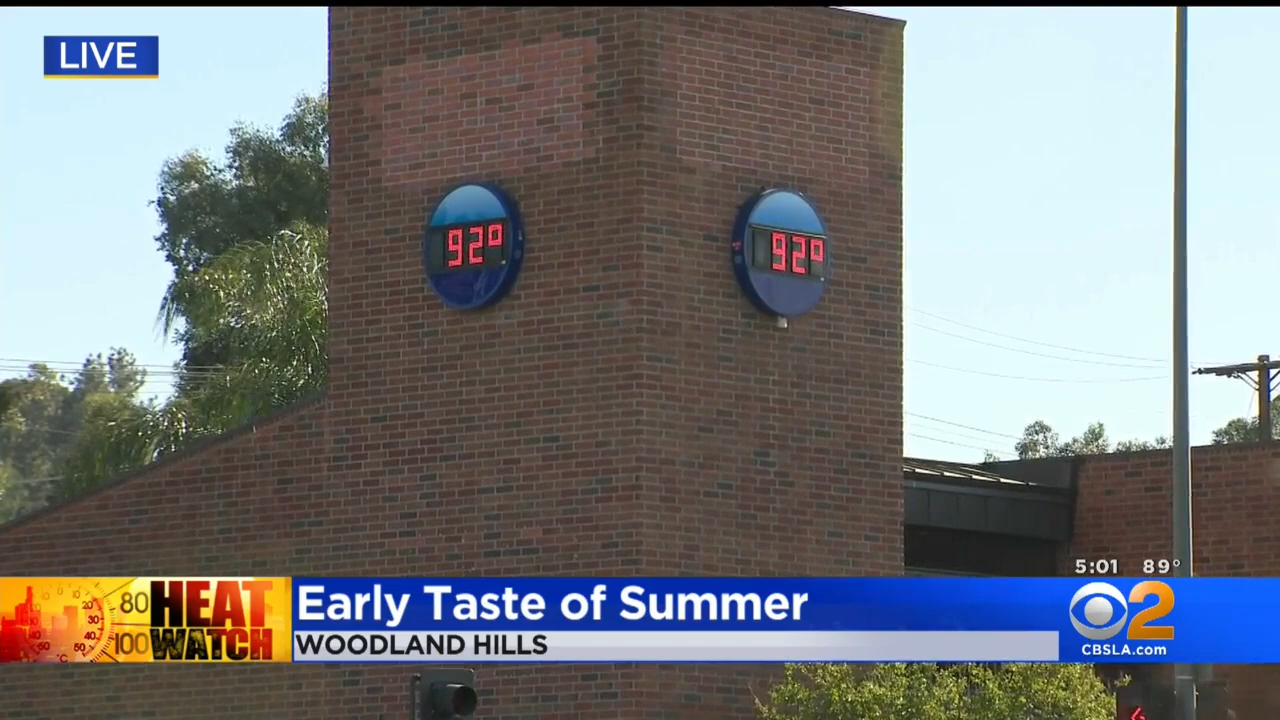 LIVE
92°
92°
5:01 89°
80 HEAT
100 WATCH
Early Taste of Summer
WOODLAND HILLS
2
CBSLA.com